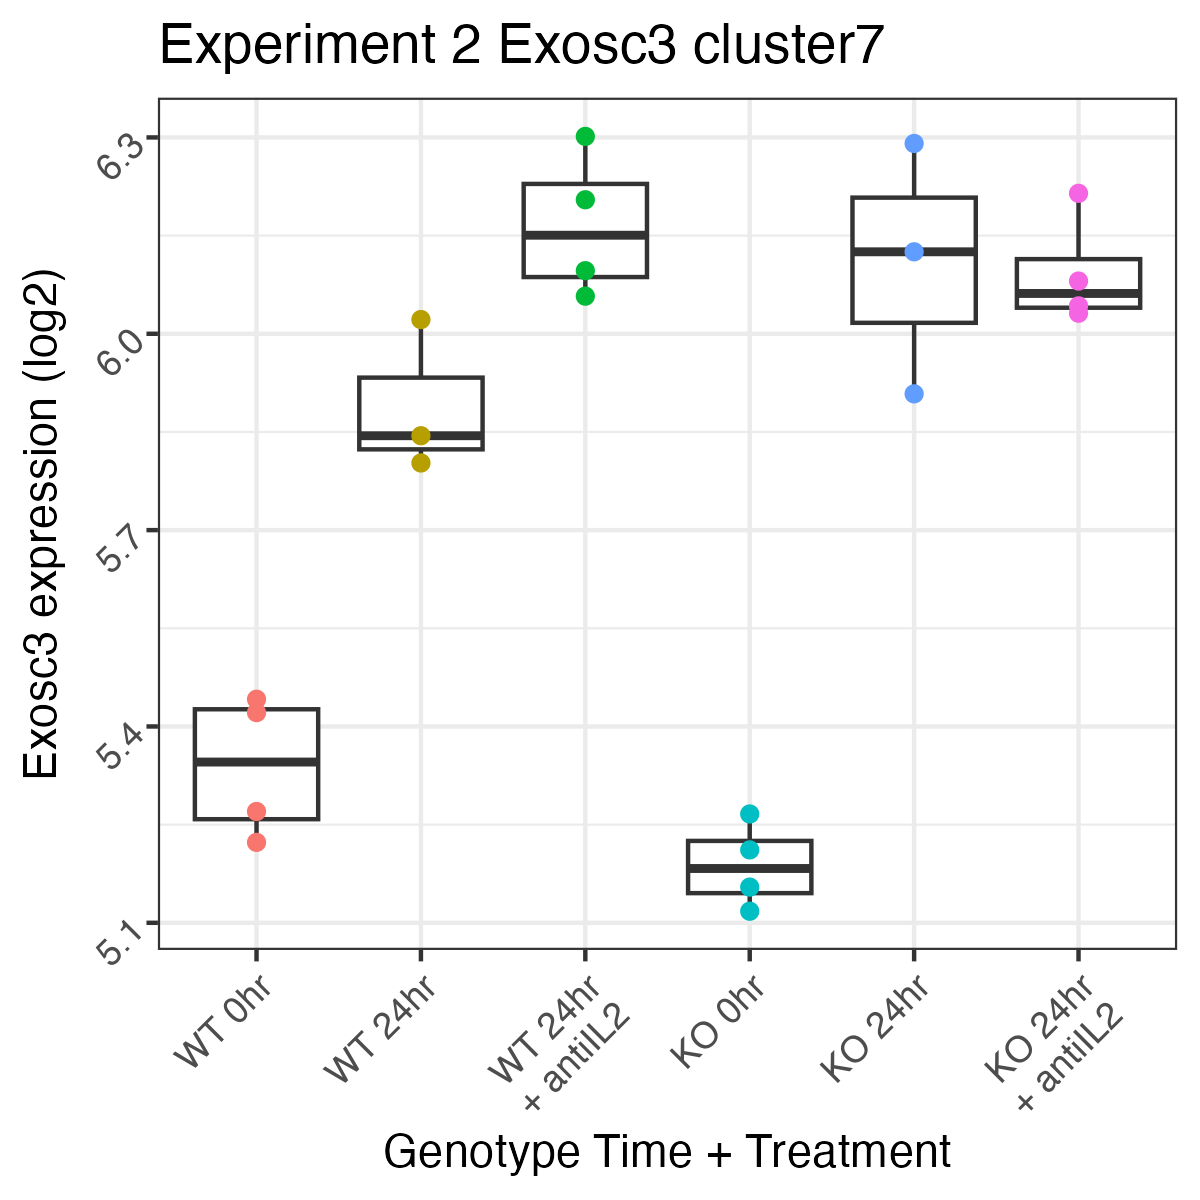 Experiment 2 Exosc3 cluster7
Exosc3 expression (log2)
6.3
6.0
5.7
5.4
5.1
WT 0hr
WT 24hr
WT 24hr
+ antiIL2
KO 0hr
KO 24hr
KO 24hr
+ antiIL2
Genotype Time + Treatment